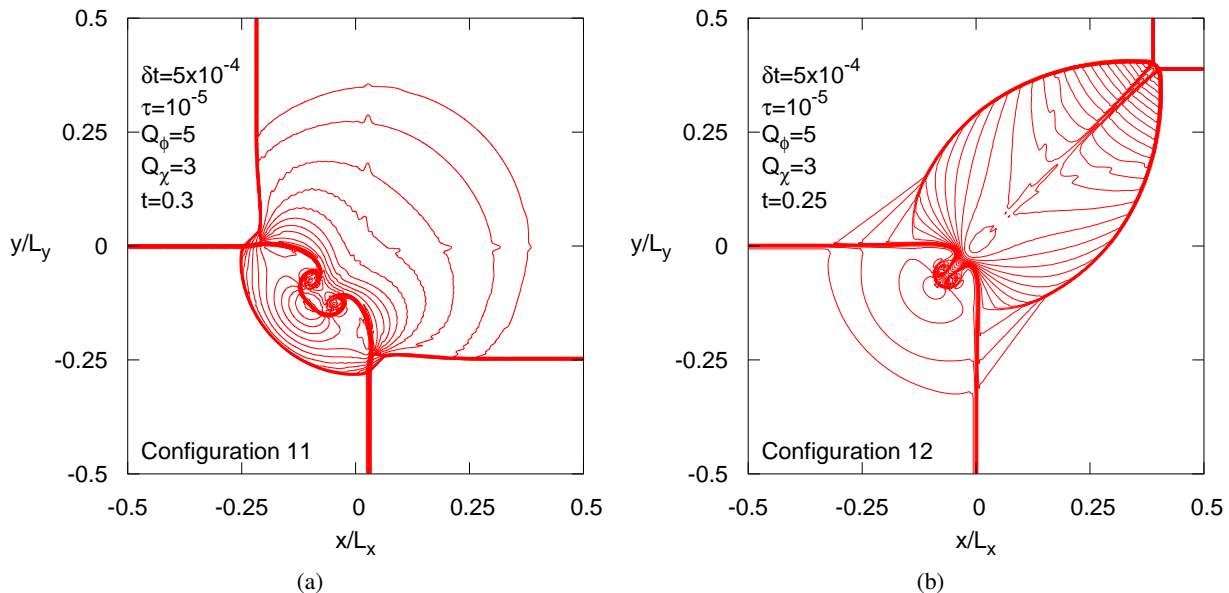 0.5
0.25
0
-0.25
-0.5
y/L_y
δt=5x10^-4
τ=10^-5
Q_ϕ=5
Q_χ=3
t=0.3
Configuration 11
-0.5 -0.25 0 0.25 0.5
x/L_x
(a)
0.5
0.25
0
-0.25
-0.5
y/L_y
δt=5x10^-4
τ=10^-5
Q_ϕ=5
Q_χ=3
t=0.25
Configuration 12
-0.5 -0.25 0 0.25 0.5
x/L_x
(b)